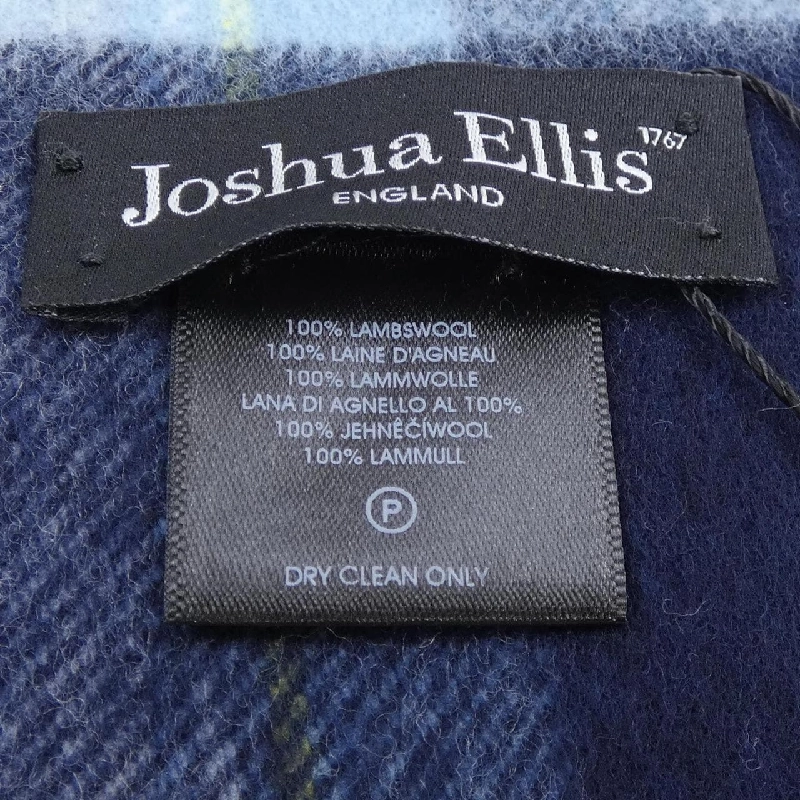 Joshua Ellis 1767
ENGLAND
100% LAMBSWOOL
100% LAINE D'AGNEAU
100% LAMMWOLLE
LANA DI AGNELLO AL 100%
100% JEHNĚČÍWOOL
100% LAMMULL
P
DRY CLEAN ONLY